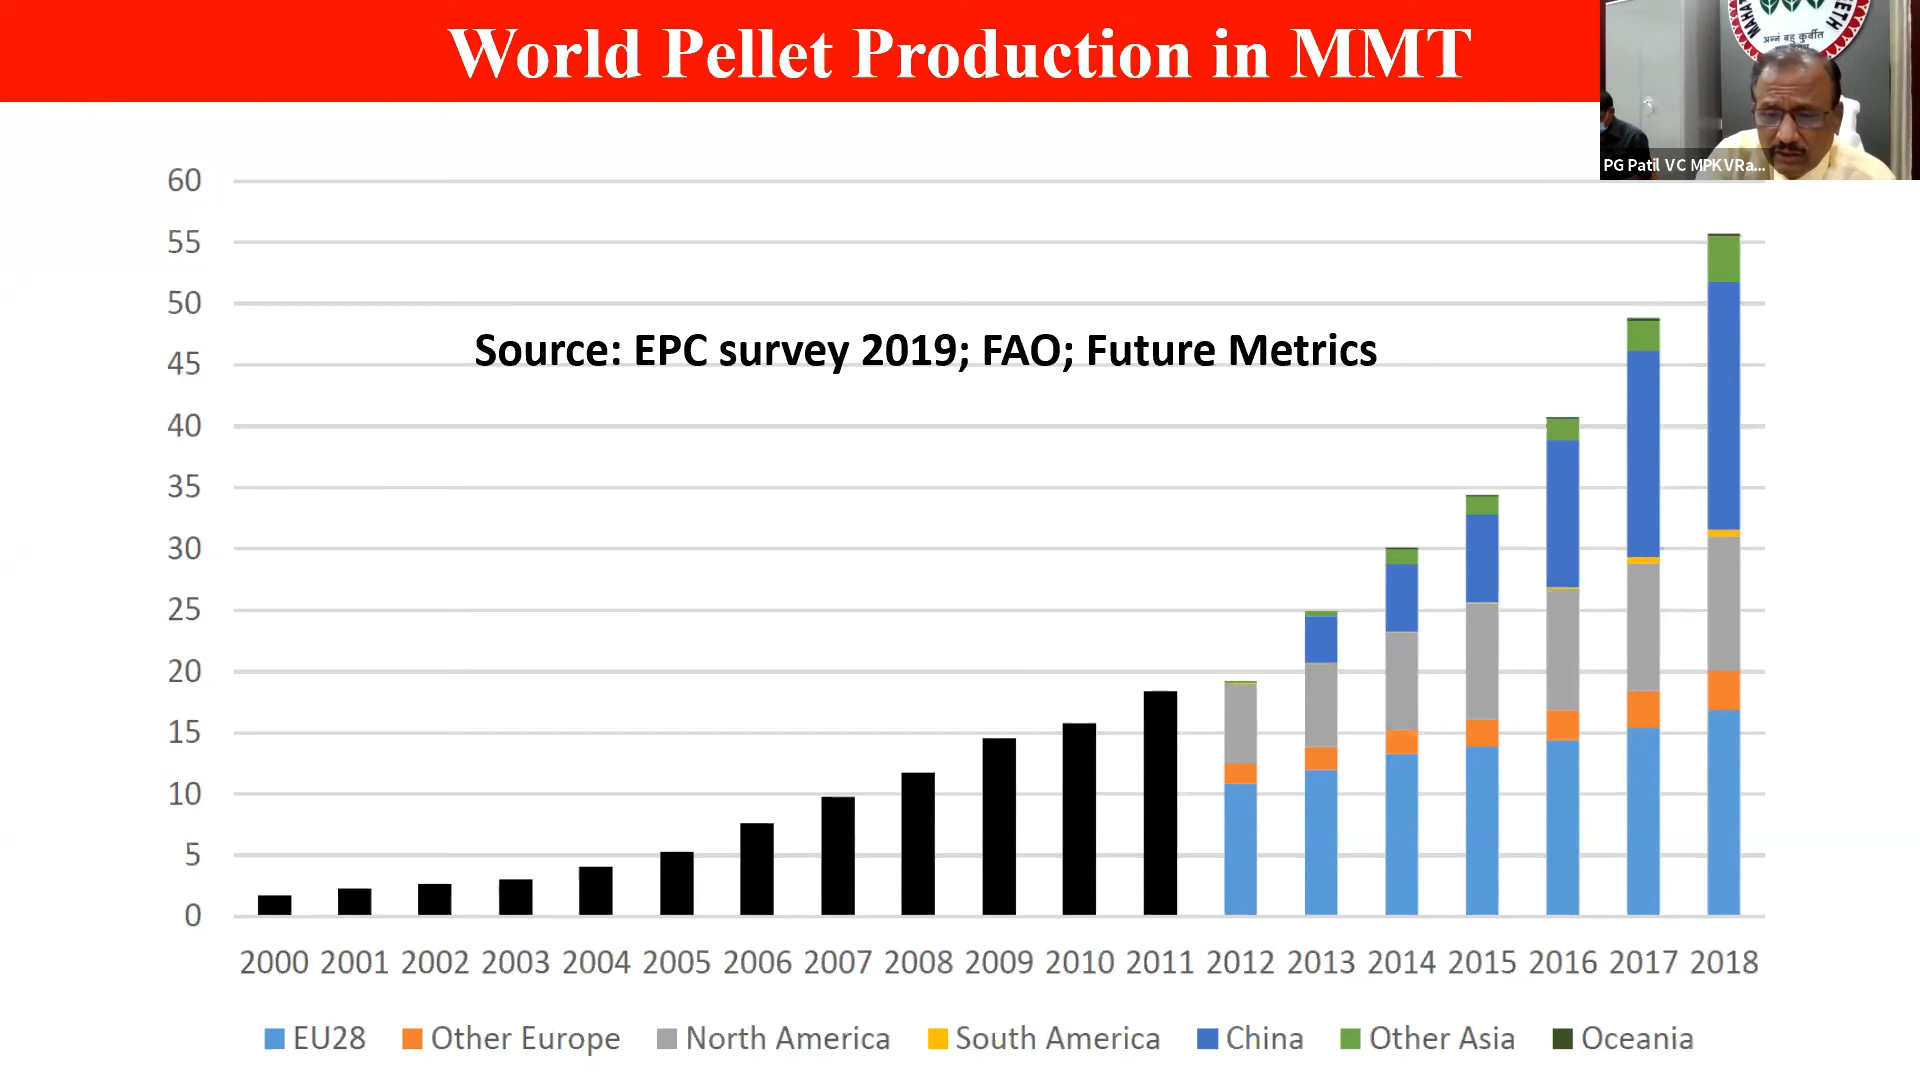 World Pellet Production in MMT
अन्नं बहु कुर्वीत
PG Patil VC MPKVRa...
Source: EPC survey 2019; FAO; Future Metrics
60
55
50
45
40
35
30
25
20
15
10
5
0
2000 2001 2002 2003 2004 2005 2006 2007 2008 2009 2010 2011 2012 2013 2014 2015 2016 2017 2018
EU28 Other Europe North America South America China Other Asia Oceania